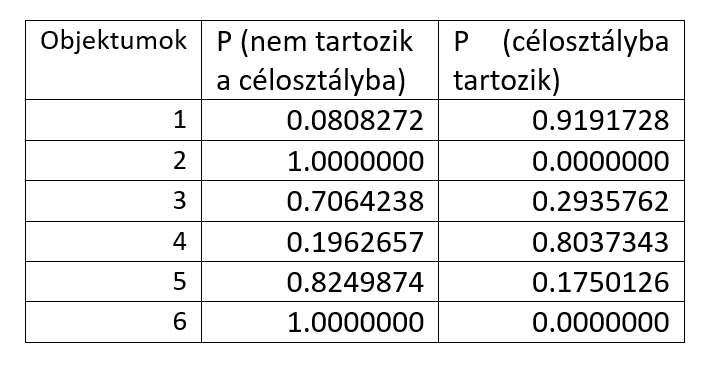 Objektumok P (nem tartozik P (célosztályba
a célosztályba) tartozik)
1 0.0808272 0.9191728
2 1.0000000 0.0000000
3 0.7064238 0.2935762
4 0.1962657 0.8037343
5 0.8249874 0.1750126
6 1.0000000 0.0000000